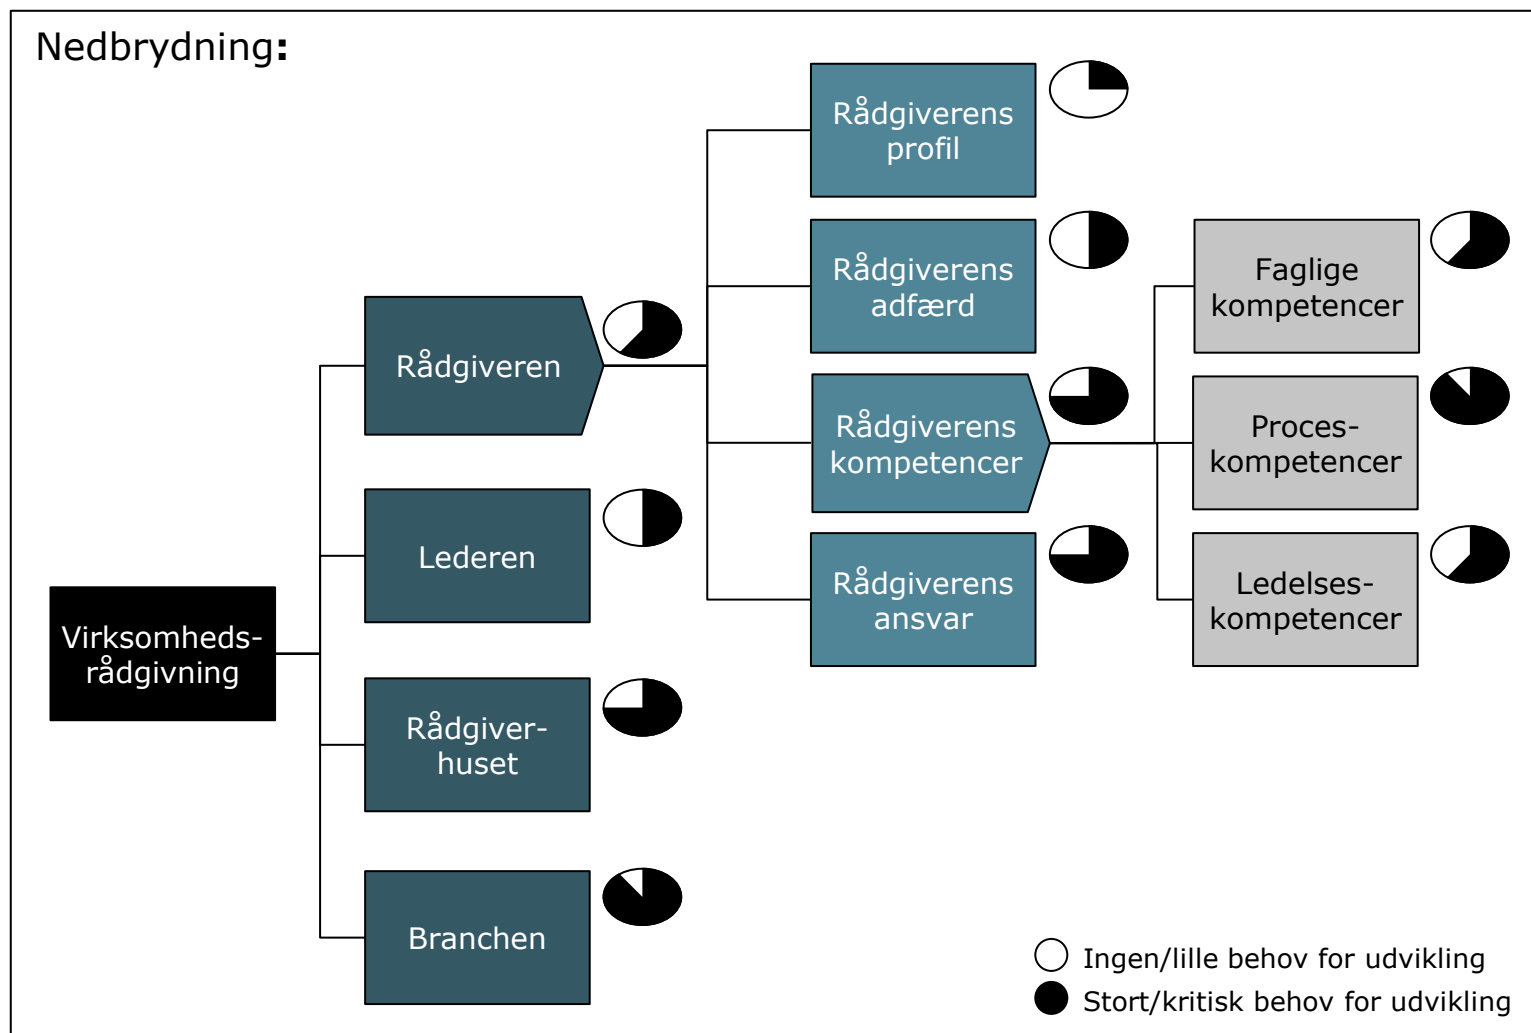 Nedbrydning:
Virksomheds-
rådgivning
Rådgiveren
Lederen
Rådgiver-
huset
Branchen
Rådgiverens
profil
Rådgiverens
adfærd
Rådgiverens
kompetencer
Rådgiverens
ansvar
Faglige
kompetencer
Proces-
kompetencer
Ledelses-
kompetencer
Ingen/lille behov for udvikling
Stort/kritisk behov for udvikling